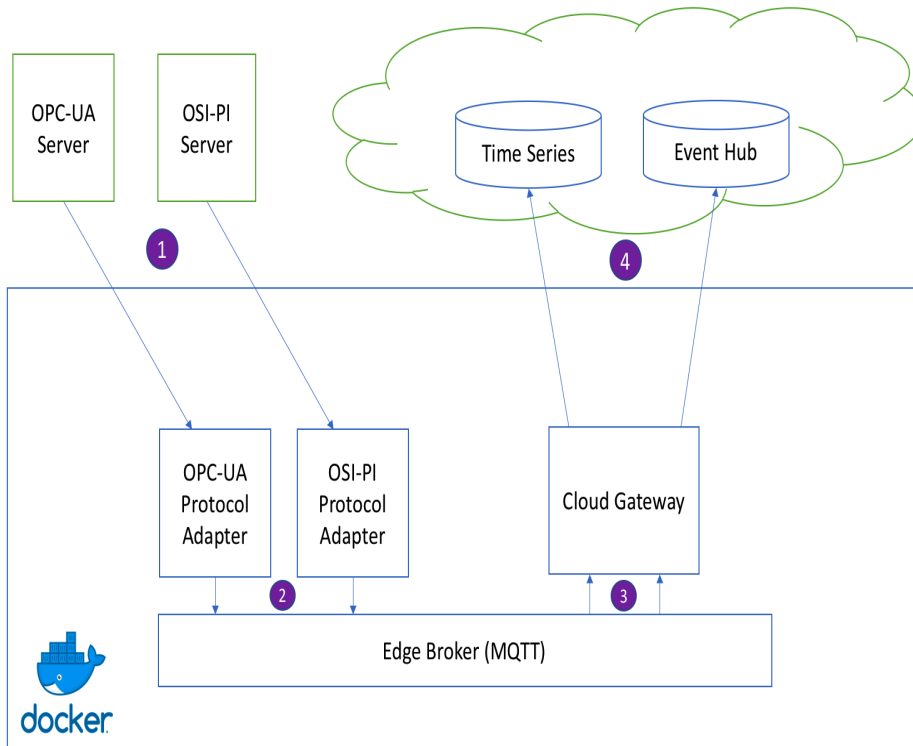 OPC-UA
Server
OSI-PI
Server
Time Series
Event Hub
1
4
OPC-UA
Protocol
Adapter
OSI-PI
Protocol
Adapter
Cloud Gateway
2
3
Edge Broker (MQTT)
docker